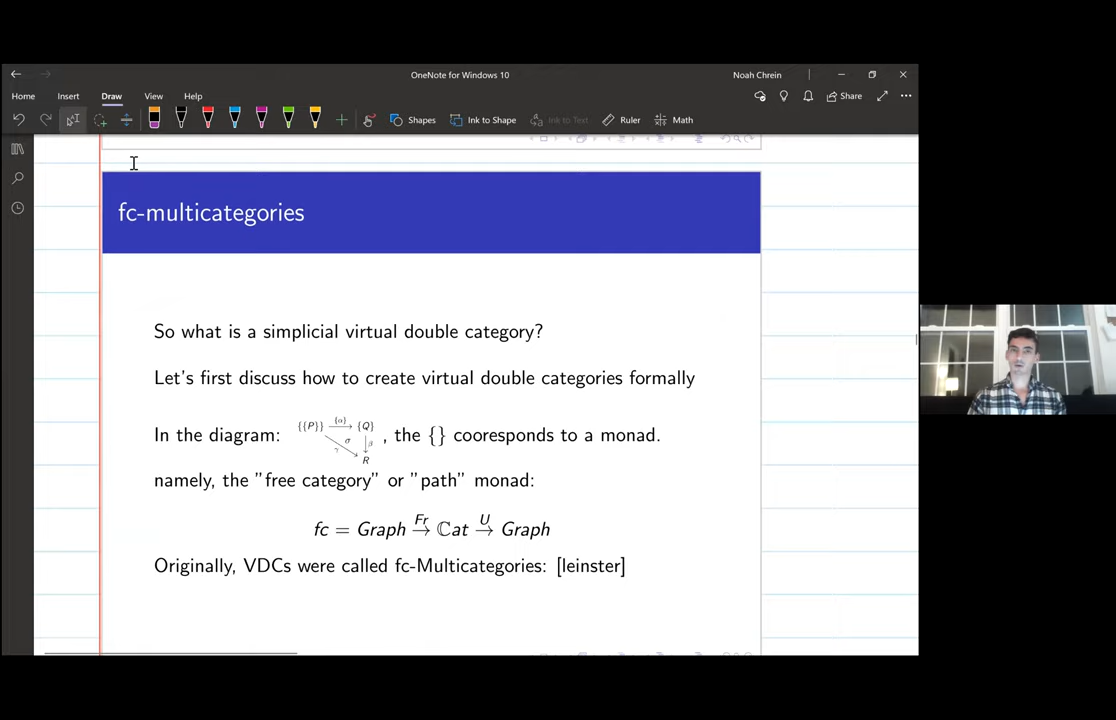 OneNote for Windows 10
Noah Chrein
Home Insert Draw View Help
Share
Shapes Ink to Shape Ink to Text Ruler Math
fc-multicategories
So what is a simplicial virtual double category?
Let's first discuss how to create virtual double categories formally
In the diagram: {{P}} {α} {Q} σ β γ R , the {} cooresponds to a monad.
namely, the "free category" or "path" monad:
fc = Graph Fr→ ℂat U→ Graph
Originally, VDCs were called fc-Multicategories: [leinster]